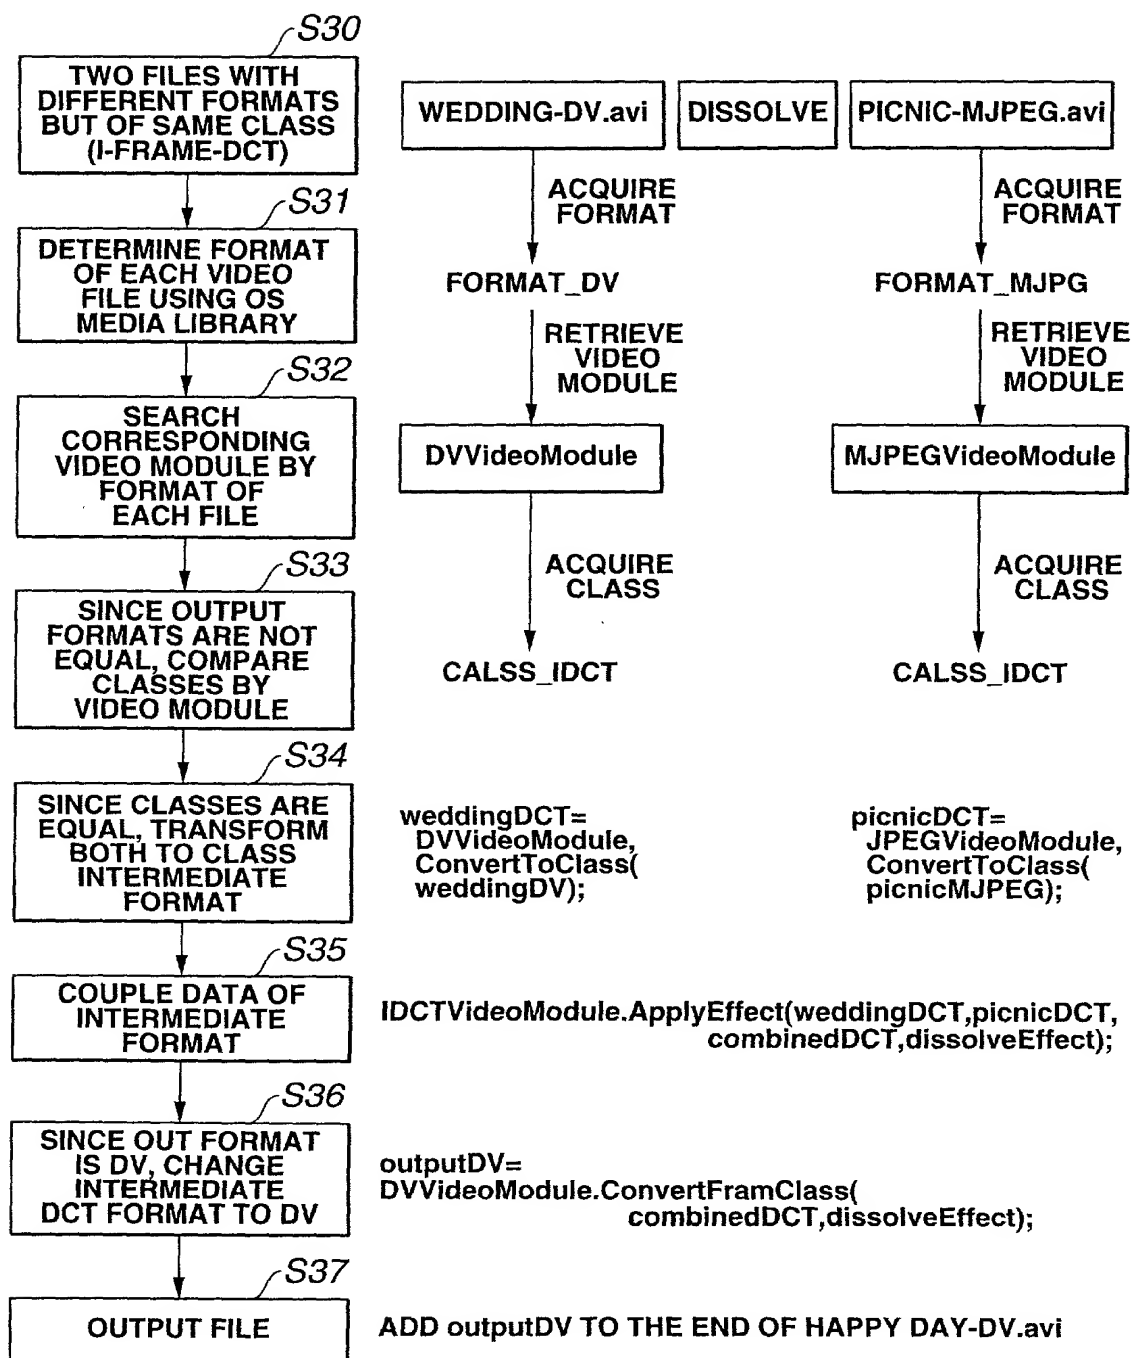 S30
TWO FILES WITH
DIFFERENT FORMATS
BUT OF SAME CLASS
(I-FRAME-DCT)
WEDDING-DV.avi
DISSOLVE
PICNIC-MJPEG.avi
ACQUIRE
FORMAT
ACQUIRE
FORMAT
S31
DETERMINE FORMAT
OF EACH VIDEO
FILE USING OS
MEDIA LIBRARY
FORMAT_DV
FORMAT_MJPG
RETRIEVE
VIDEO
MODULE
RETRIEVE
VIDEO
MODULE
S32
SEARCH
CORRESPONDING
VIDEO MODULE BY
FORMAT OF
EACH FILE
DVVideoModule
MJPEGVideoModule
S33
SINCE OUTPUT
FORMATS ARE NOT
EQUAL, COMPARE
CLASSES BY
VIDEO MODULE
ACQUIRE
CLASS
ACQUIRE
CLASS
CALSS_IDCT
CALSS_IDCT
S34
SINCE CLASSES ARE
EQUAL, TRANSFORM
BOTH TO CLASS
INTERMEDIATE
FORMAT
weddingDCT=
DVVideoModule,
ConvertToClass(
weddingDV);
picnicDCT=
JPEGVideoModule,
ConvertToClass(
picnicMJPEG);
S35
COUPLE DATA OF
INTERMEDIATE
FORMAT
IDCTVideoModule.ApplyEffect(weddingDCT,picnicDCT,
combinedDCT,dissolveEffect);
S36
SINCE OUT FORMAT
IS DV, CHANGE
INTERMEDIATE
DCT FORMAT TO DV
outputDV=
DVVideoModule.ConvertFramClass(
combinedDCT,dissolveEffect);
S37
OUTPUT FILE
ADD outputDV TO THE END OF HAPPY DAY-DV.avi